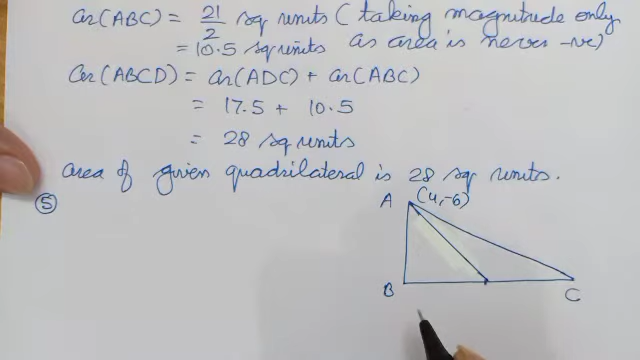 ar(ABC) = 21/2 sq units (taking magnitude only
= 10.5 sq units as area is never -ve)
ar(ABCD) = ar(ADC) + ar(ABC)
= 17.5 + 10.5
= 28 sq units
area of given quadrilateral is 28 sq units.
5
A (4,-6)
B C